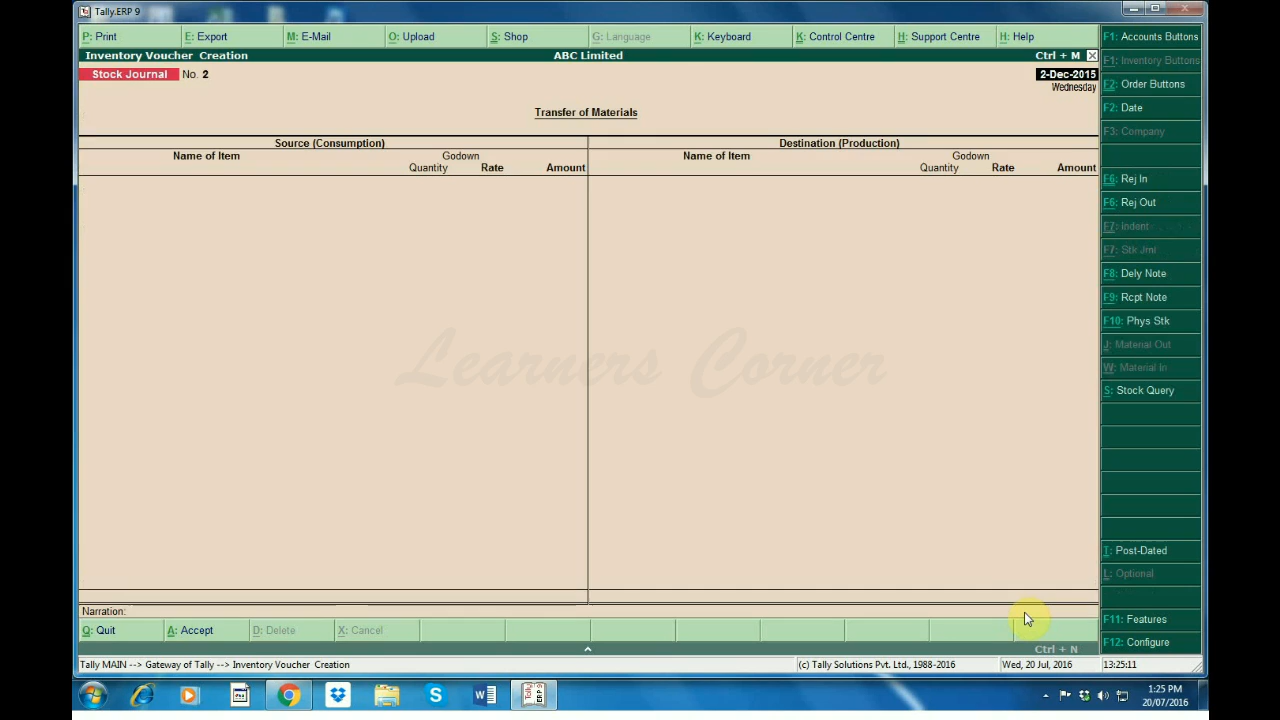 Tally.ERP 9
P: Print E: Export M: E-Mail O: Upload S: Shop G: Language K: Keyboard K: Control Centre H: Support Centre H: Help
Inventory Voucher Creation ABC Limited Ctrl + M
Stock Journal No. 2 2-Dec-2015
Wednesday
Transfer of Materials
Source (Consumption) Destination (Production)
Name of Item Godown Name of Item Godown
Quantity Rate Amount Quantity Rate Amount
Learners Corner
Narration:
Q: Quit A: Accept D: Delete X: Cancel
Ctrl + N
Tally MAIN --> Gateway of Tally --> Inventory Voucher Creation (c) Tally Solutions Pvt. Ltd., 1988-2016 Wed, 20 Jul, 2016 13:25:11
F1: Accounts Buttons
F1: Inventory Buttons
F2: Order Buttons
F2: Date
F3: Company
F6: Rej In
F6: Rej Out
F7: Indent
F7: Stk Jrnl
F8: Dely Note
F9: Rcpt Note
F10: Phys Stk
J: Material Out
W: Material In
S: Stock Query
T: Post-Dated
L: Optional
F11: Features
F12: Configure
1:25 PM
20/07/2016